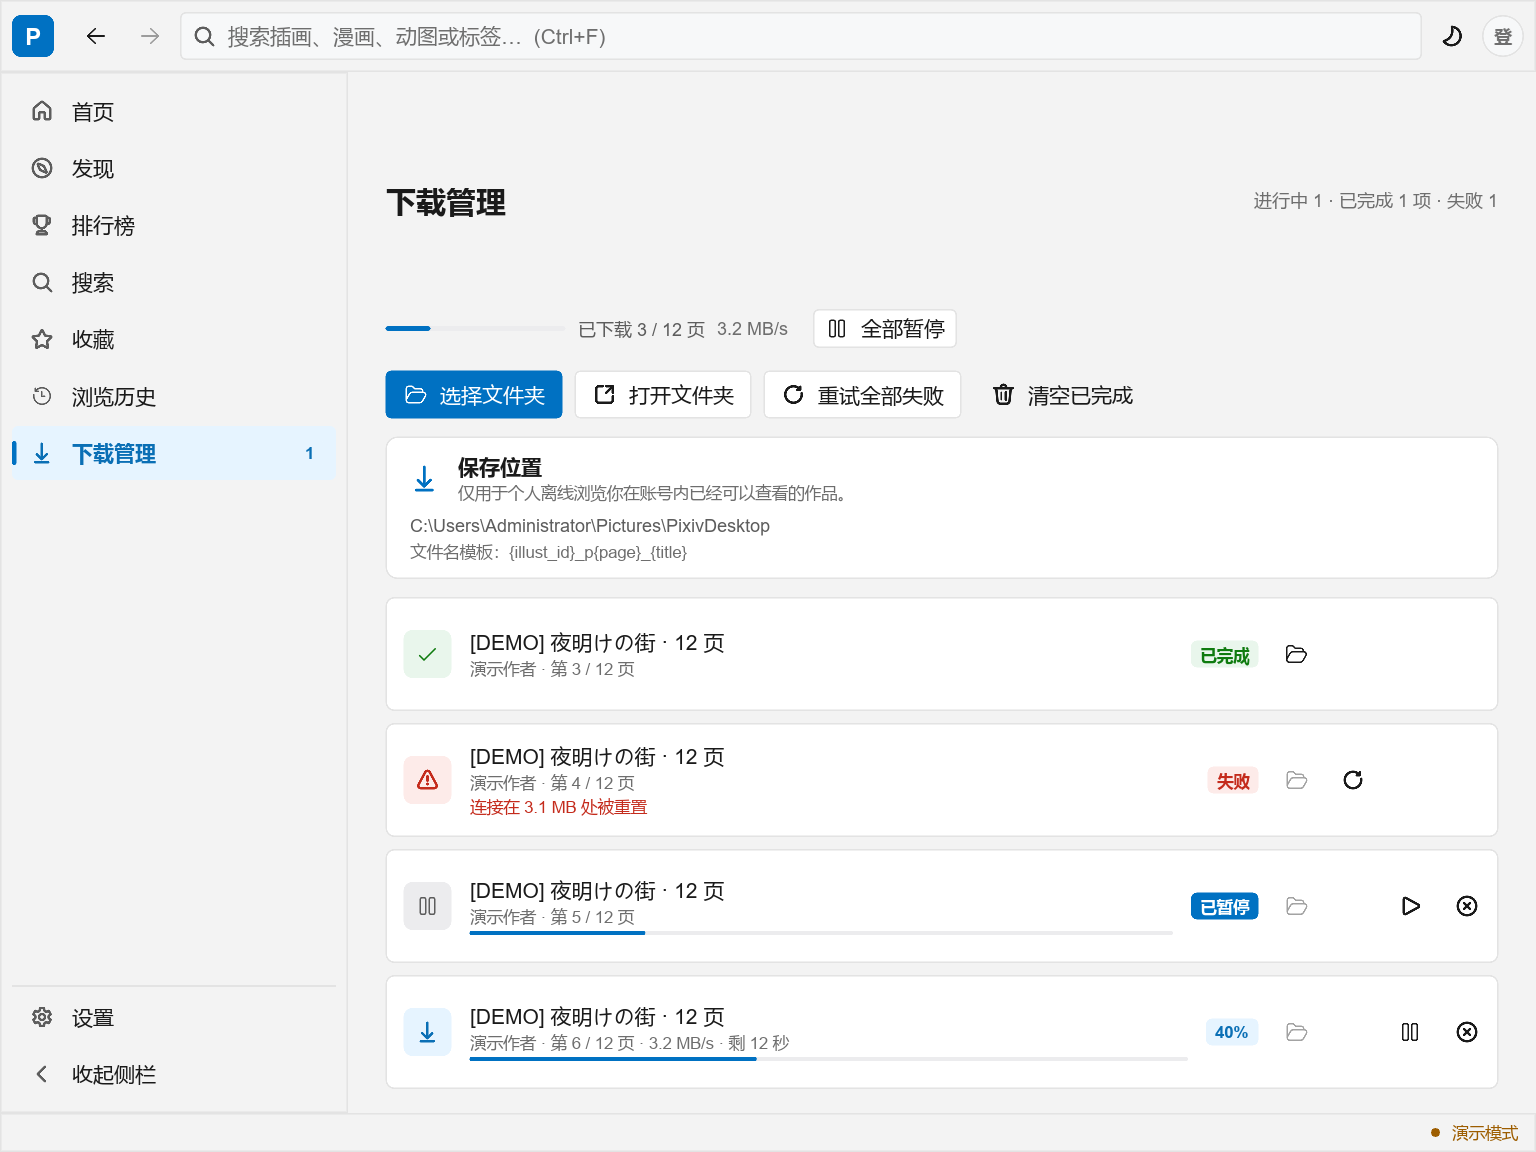 P
搜索插画、漫画、动图或标签… (Ctrl+F)
登
首页
发现
排行榜
搜索
收藏
浏览历史
下载管理 1
设置
收起侧栏
下载管理
进行中 1 · 已完成 1 项 · 失败 1
已下载 3 / 12 页 3.2 MB/s
全部暂停
选择文件夹
打开文件夹
重试全部失败
清空已完成
保存位置
仅用于个人离线浏览你在账号内已经可以查看的作品。
C:\Users\Administrator\Pictures\PixivDesktop
文件名模板：{illust_id}_p{page}_{title}
[DEMO] 夜明けの街 · 12 页
演示作者 · 第 3 / 12 页
已完成
[DEMO] 夜明けの街 · 12 页
演示作者 · 第 4 / 12 页
连接在 3.1 MB 处被重置
失败
[DEMO] 夜明けの街 · 12 页
演示作者 · 第 5 / 12 页
已暂停
[DEMO] 夜明けの街 · 12 页
演示作者 · 第 6 / 12 页 · 3.2 MB/s · 剩 12 秒
40%
演示模式